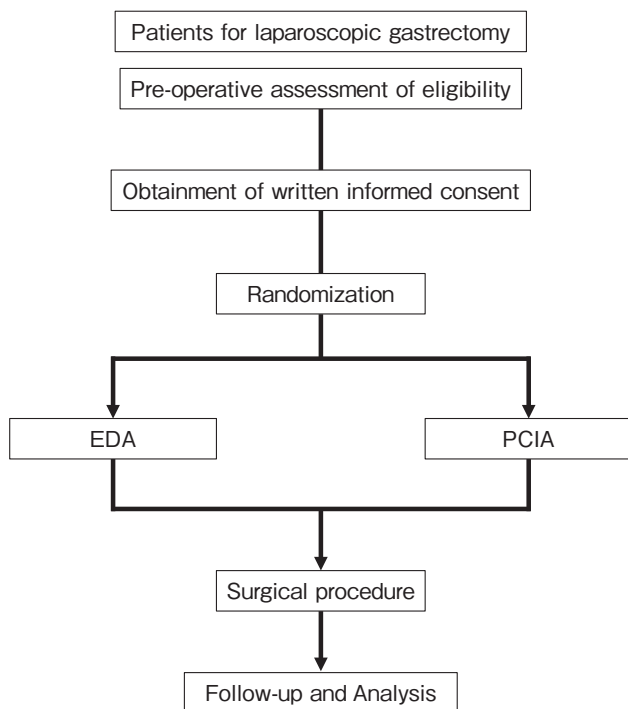 Patients for laparoscopic gastrectomy
Pre-operative assessment of eligibility
Obtainment of written informed consent
Randomization
EDA
PCIA
Surgical procedure
Follow-up and Analysis